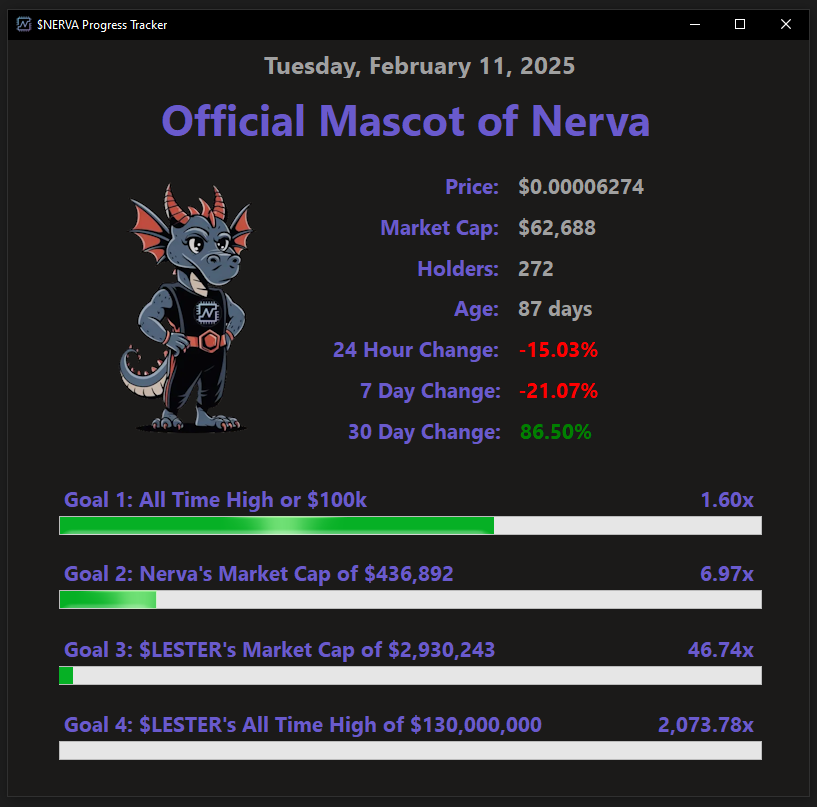 $NERVA Progress Tracker
Tuesday, February 11, 2025
Official Mascot of Nerva
Price: $0.00006274
Market Cap: $62,688
Holders: 272
Age: 87 days
24 Hour Change: -15.03%
7 Day Change: -21.07%
30 Day Change: 86.50%
Goal 1: All Time High or $100k 1.60x
Goal 2: Nerva's Market Cap of $436,892 6.97x
Goal 3: $LESTER's Market Cap of $2,930,243 46.74x
Goal 4: $LESTER's All Time High of $130,000,000 2,073.78x